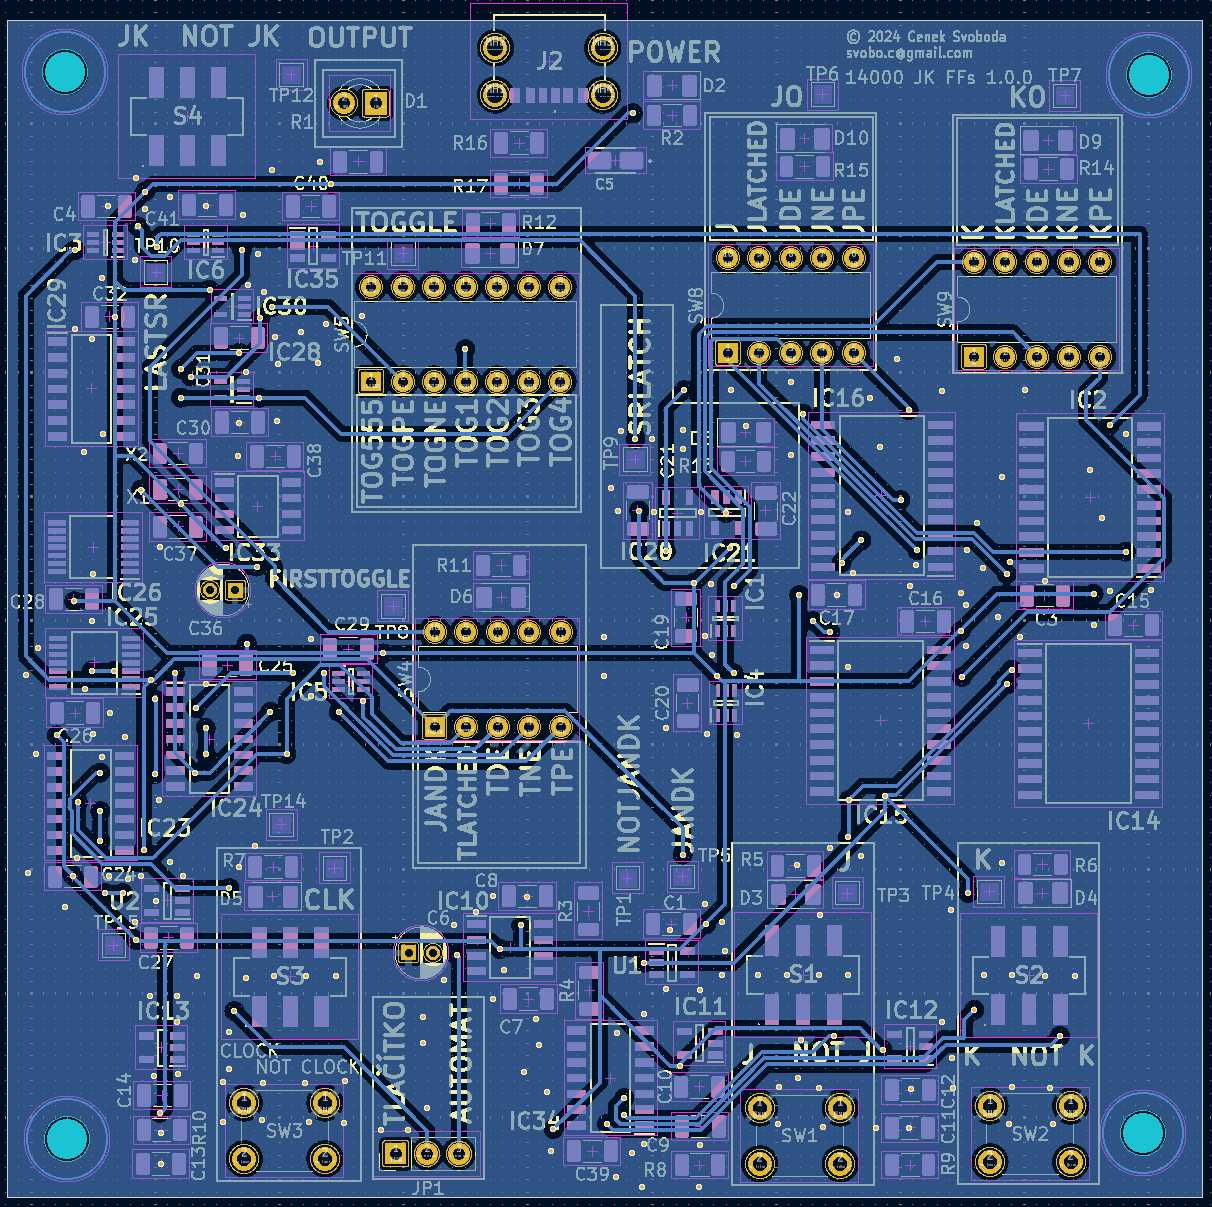 JK NOT JK OUTPUT
POWER
© 2024 Cenek Svoboda
svobo.c@gmail.com
14000 JK FFs 1.0.0
J2
TP12
D1
R1
S4
D2
R2
TP6
TP7
JO
KO
R16
C5
R17
C40
JLATCHED
D10
R15
KLATCHED
D9
R14
C4
C41
IC3
TP10
IC6
IC35
TP11
TOGGLE
R12
D7
J
JDE
JNE
JPE
K
KDE
KNE
KPE
IC29
C32
LASTSR
IC30
IC28
C31
SW5
SW8
SW9
SRLATCH
IC16
IC2
TOG555
TOGPE
TOGNE
TOG1
TOG2
TOG3
TOG4
C30
X2
C38
TP9
C21
C22
C37
IC33
IC20
IC21
FIRSTTOGGLE
R11
D6
C28
C26
IC25
C36
TP8
C29
IC1
C19
C17
C16
C3
C15
C25
IC5
SW4
IC4
C20
C26
IC24
IC23
TP14
TP2
JANDK
TLATCHED
TDE
TNE
TPE
NOTJANDK
JANDK
IC15
IC14
C24
R7
D5
CLK
U2
TP15
C27
C8
IC10
C6
R3
TP1
TP5
C1
R5
D3
J
TP3
K
TP4
R6
D4
S3
U1
R4
C7
S1
S2
IC13
IC11
IC12
CLOCK
NOT CLOCK
TLAČÍTKO
AUTOMAT
K NOT K
C14
R10
C13
SW3
JP1
IC34
C10
C9
C39
R8
SW1
C12
C11
R9
SW2